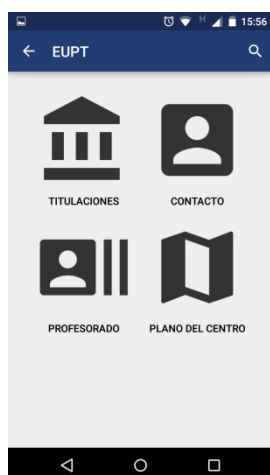 H 15:56
EUPT
TITULACIONES CONTACTO
PROFESORADO PLANO DEL CENTRO